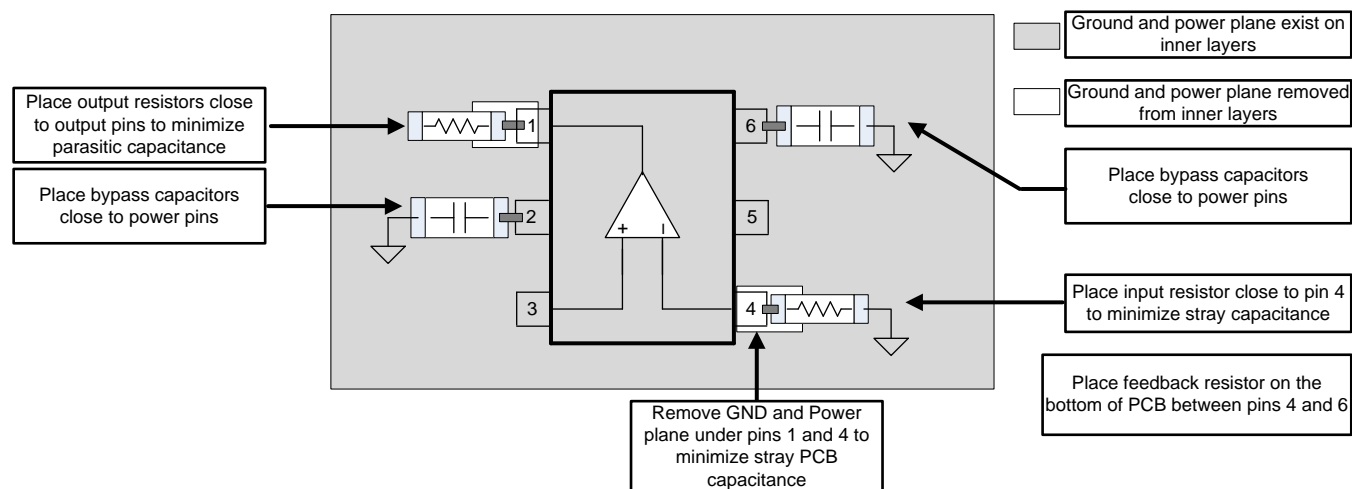 Ground and power plane exist on
inner layers
Ground and power plane removed
from inner layers
Place output resistors close
to output pins to minimize
parasitic capacitance
Place bypass capacitors
close to power pins
1
2
3
+
–
6
5
4
Place bypass capacitors
close to power pins
Place input resistor close to pin 4
to minimize stray capacitance
Place feedback resistor on the
bottom of PCB between pins 4 and 6
Remove GND and Power
plane under pins 1 and 4 to
minimize stray PCB
capacitance